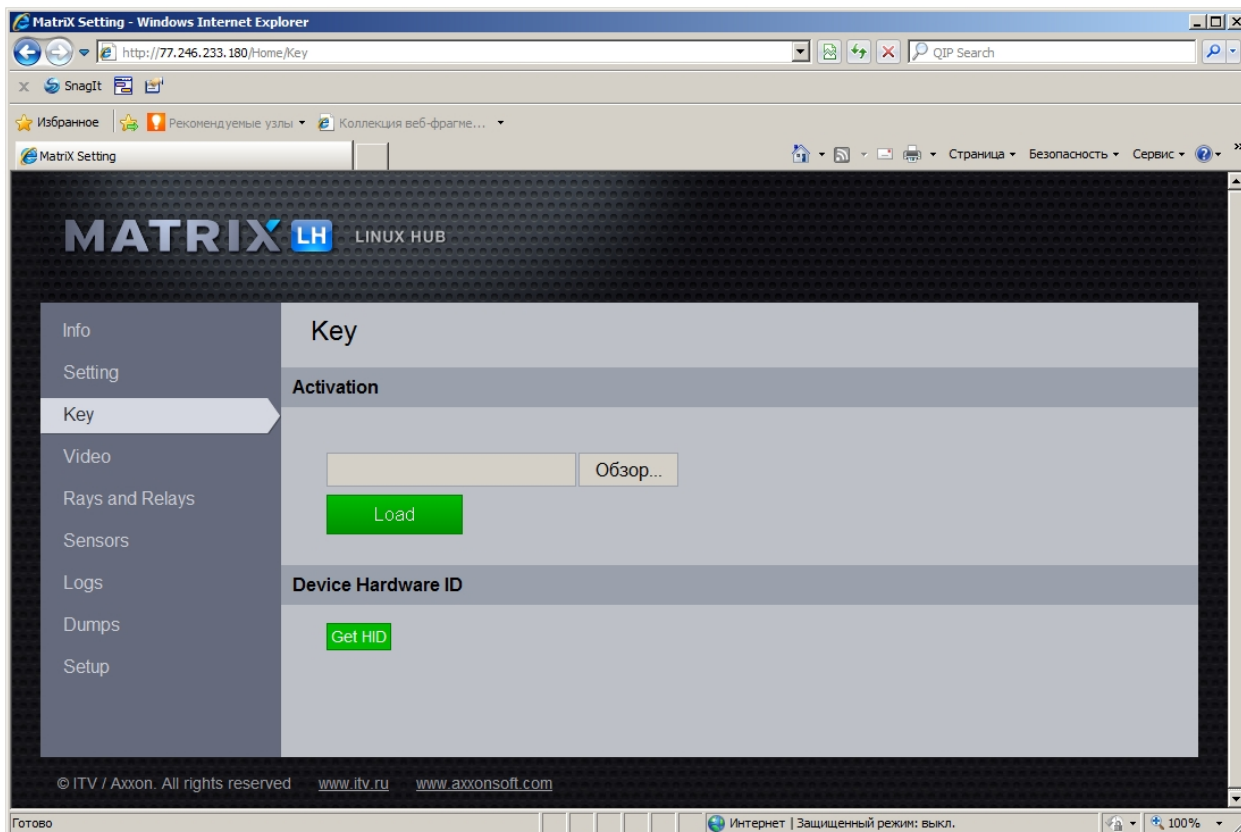 MatriX Setting - Windows Internet Explorer
http://77.246.233.180/Home/Key
QIP Search
x SnagIt
Избранное Рекомендуемые узлы Коллекция веб-фрагме...
MatriX Setting Страница Безопасность Сервис »
MATRIX LH LINUX HUB
Info
Key
Setting
Activation
Key
Video
Обзор...
Rays and Relays
Load
Sensors
Logs
Device Hardware ID
Dumps
Get HID
Setup
© ITV / Axxon. All rights reserved www.itv.ru www.axxonsoft.com
Готово Интернет | Защищенный режим: выкл. 100%